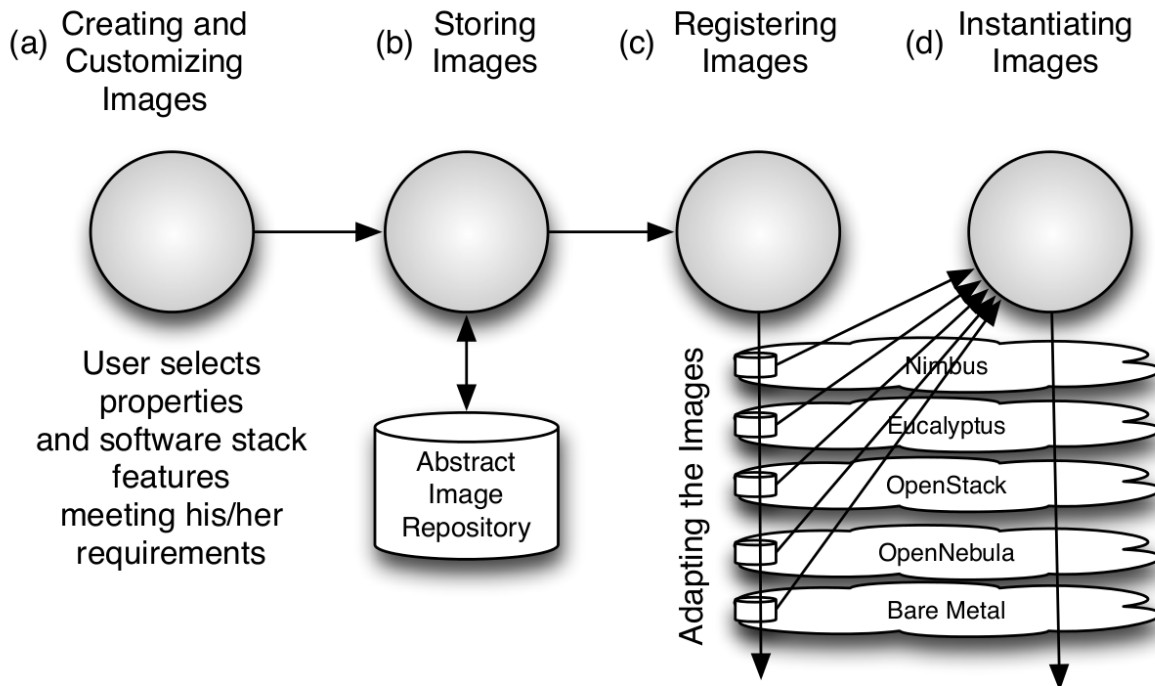 (a) Creating and
Customizing
Images
(b) Storing
Images
(c) Registering
Images
(d) Instantiating
Images
User selects
properties
and software stack
features
meeting his/her
requirements
Abstract
Image
Repository
Adapting the Images
Nimbus
Eucalyptus
OpenStack
OpenNebula
Bare Metal